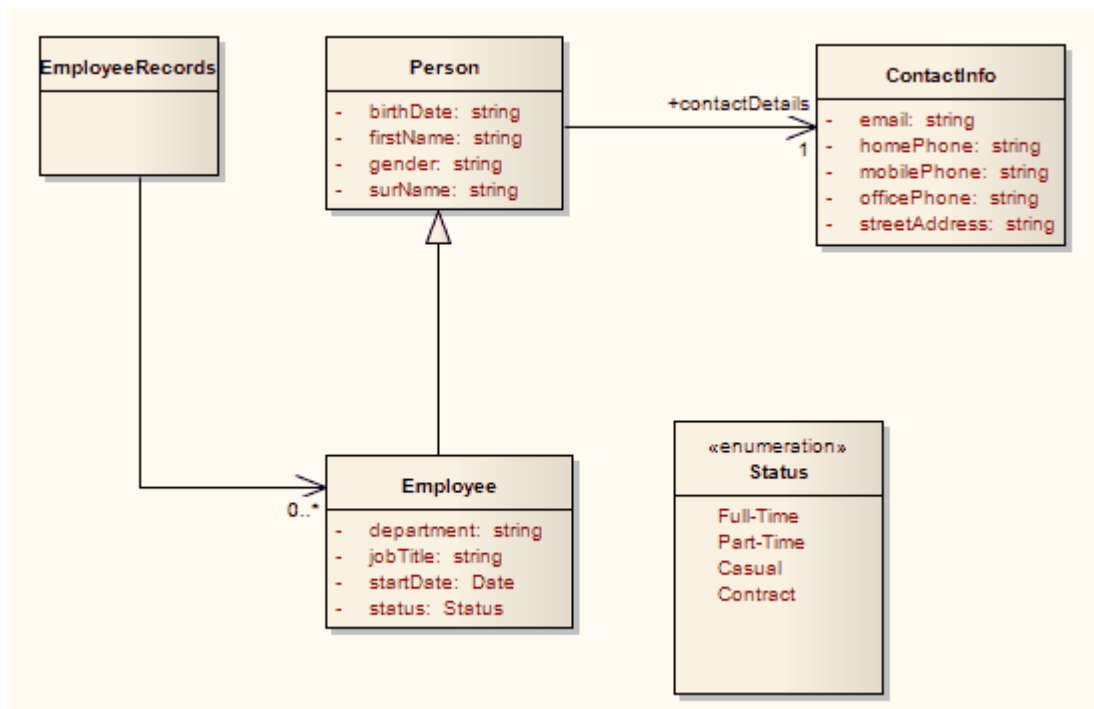 EmployeeRecords
Person
- birthDate: string
- firstName: string
- gender: string
- surName: string
+contactDetails
1
ContactInfo
- email: string
- homePhone: string
- mobilePhone: string
- officePhone: string
- streetAddress: string
0..*
Employee
- department: string
- jobTitle: string
- startDate: Date
- status: Status
«enumeration»
Status
Full-Time
Part-Time
Casual
Contract